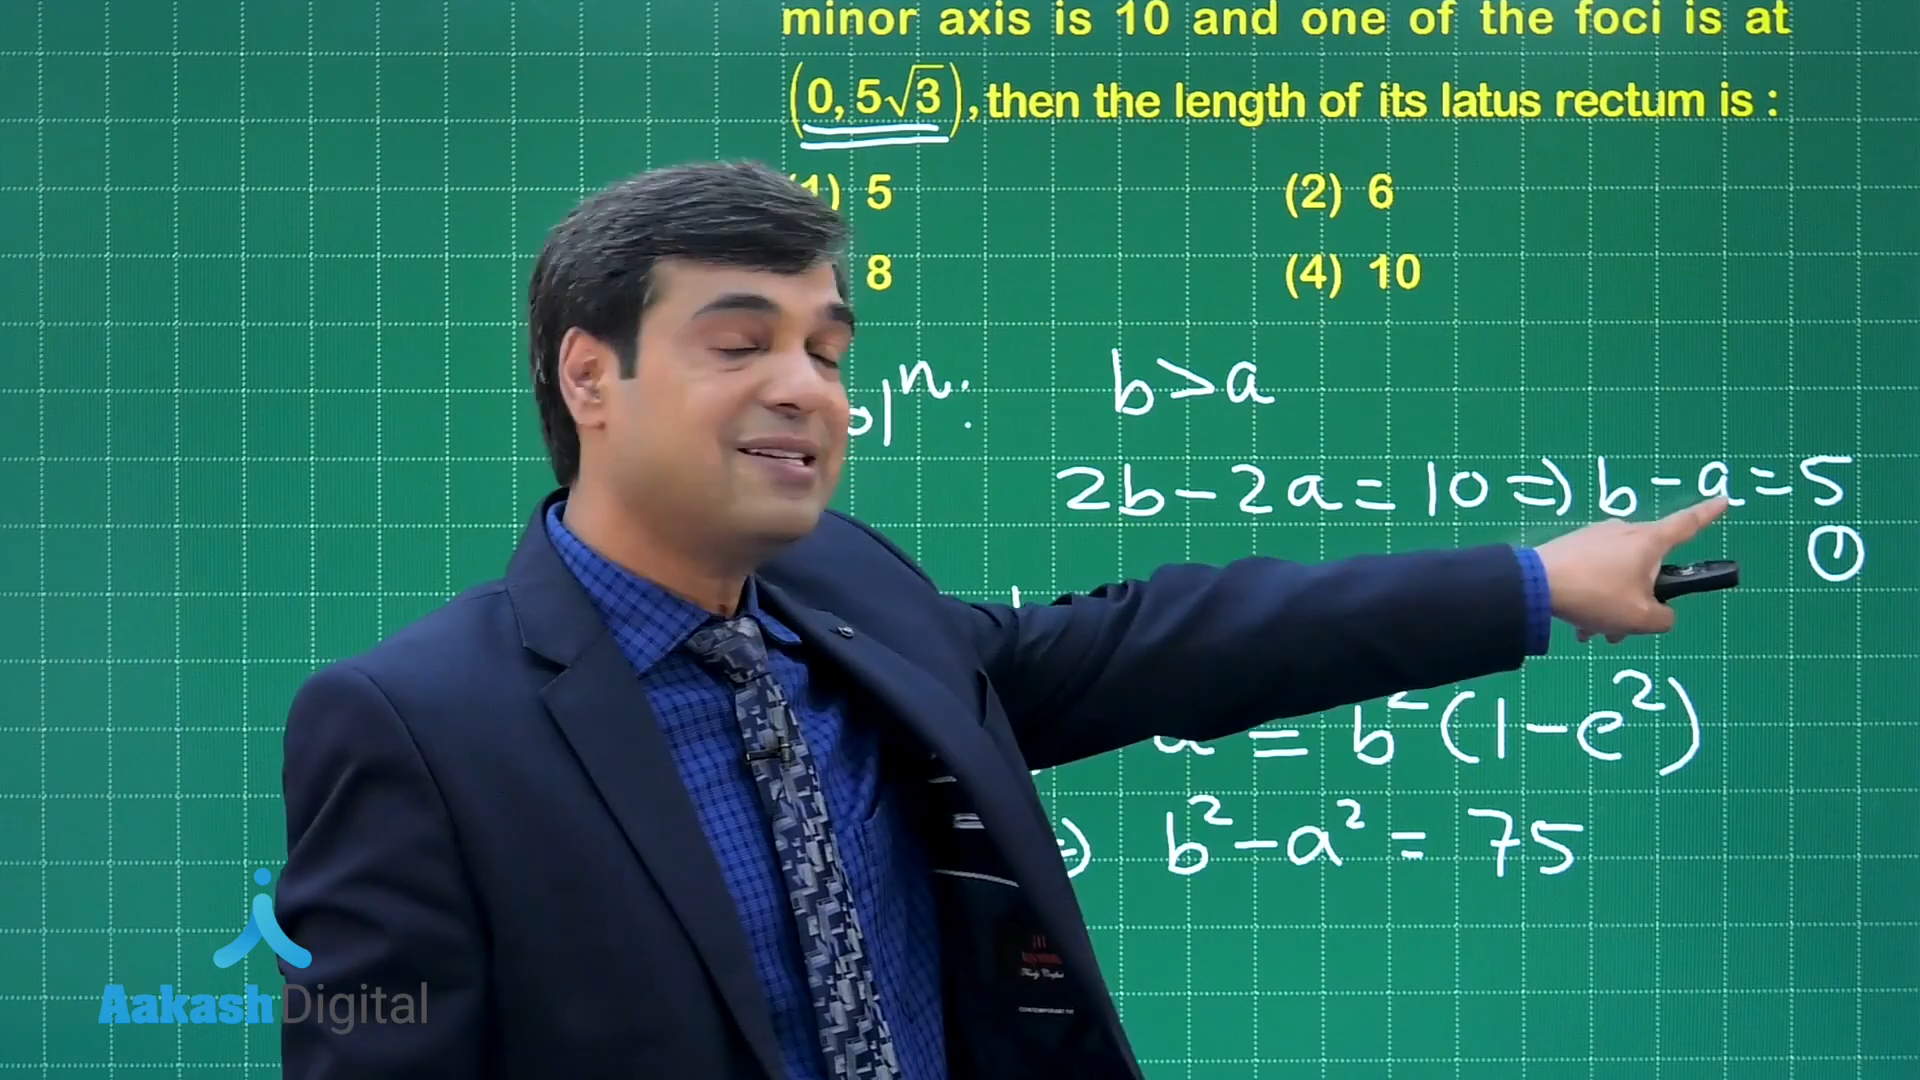 minor axis is 10 and one of the foci is at
(0, 5√3), then the length of its latus rectum is :
1) 5
(2) 6
8
(4) 10
olⁿ:
b > a
2b - 2a = 10 ⇒ b - a = 5
①
a = b² (1 - e²)
⇒ b² - a² = 75
Aakash Digital